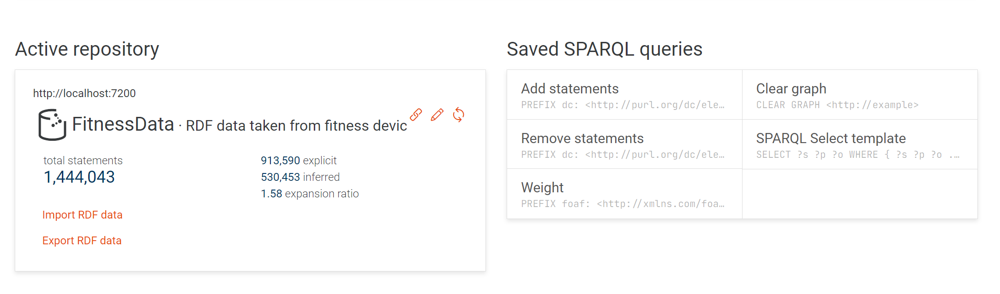 Active repository
http://localhost:7200
FitnessData · RDF data taken from fitness devic
total statements
1,444,043
913,590 explicit
530,453 inferred
1.58 expansion ratio
Import RDF data
Export RDF data
Saved SPARQL queries
Add statements
PREFIX dc: <http://purl.org/dc/ele…
Clear graph
CLEAR GRAPH <http://example>
Remove statements
PREFIX dc: <http://purl.org/dc/ele…
SPARQL Select template
SELECT ?s ?p ?o WHERE { ?s ?p ?o .…
Weight
PREFIX foaf: <http://xmlns.com/foa…